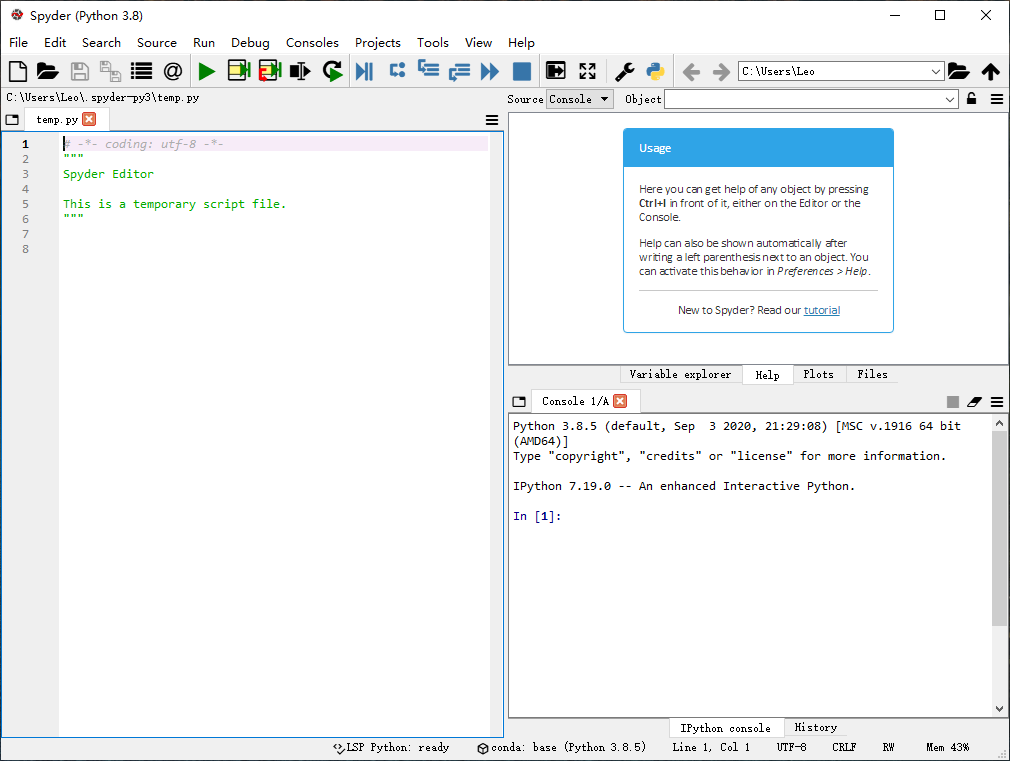 Spyder (Python 3.8)
File Edit Search Source Run Debug Consoles Projects Tools View Help
@ C:\Users\Leo
C:\Users\Leo\.spyder-py3\temp.py
temp.py
1 # -*- coding: utf-8 -*-
2 """
3 Spyder Editor
4
5 This is a temporary script file.
6 """
7
8
Source Console Object
Usage
Here you can get help of any object by pressing
Ctrl+I in front of it, either on the Editor or the
Console.
Help can also be shown automatically after
writing a left parenthesis next to an object. You
can activate this behavior in Preferences > Help.
New to Spyder? Read our tutorial
Variable explorer Help Plots Files
Console 1/A
Python 3.8.5 (default, Sep  3 2020, 21:29:08) [MSC v.1916 64 bit
(AMD64)]
Type "copyright", "credits" or "license" for more information.
IPython 7.19.0 -- An enhanced Interactive Python.
In [1]:
IPython console History
LSP Python: ready conda: base (Python 3.8.5) Line 1, Col 1 UTF-8 CRLF RW Mem 43%